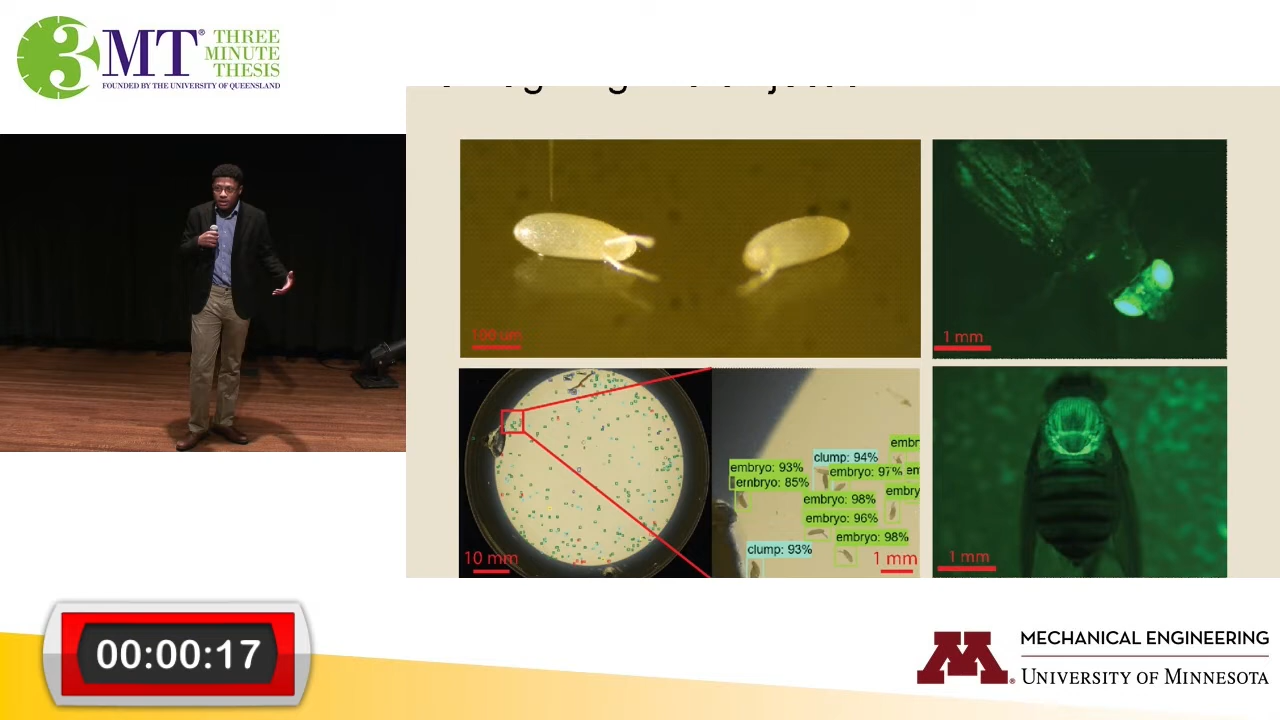 3MT® THREE
MINUTE
THESIS
FOUNDED BY THE UNIVERSITY OF QUEENSLAND
100 um
1 mm
embryo: 93%
embryo: 85%
clump: 94%
embryo: 97%
embryo: 98%
embryo: 96%
embryo: 98%
clump: 93%
10 mm
1 mm
1 mm
00:00:17
M® MECHANICAL ENGINEERING
UNIVERSITY OF MINNESOTA